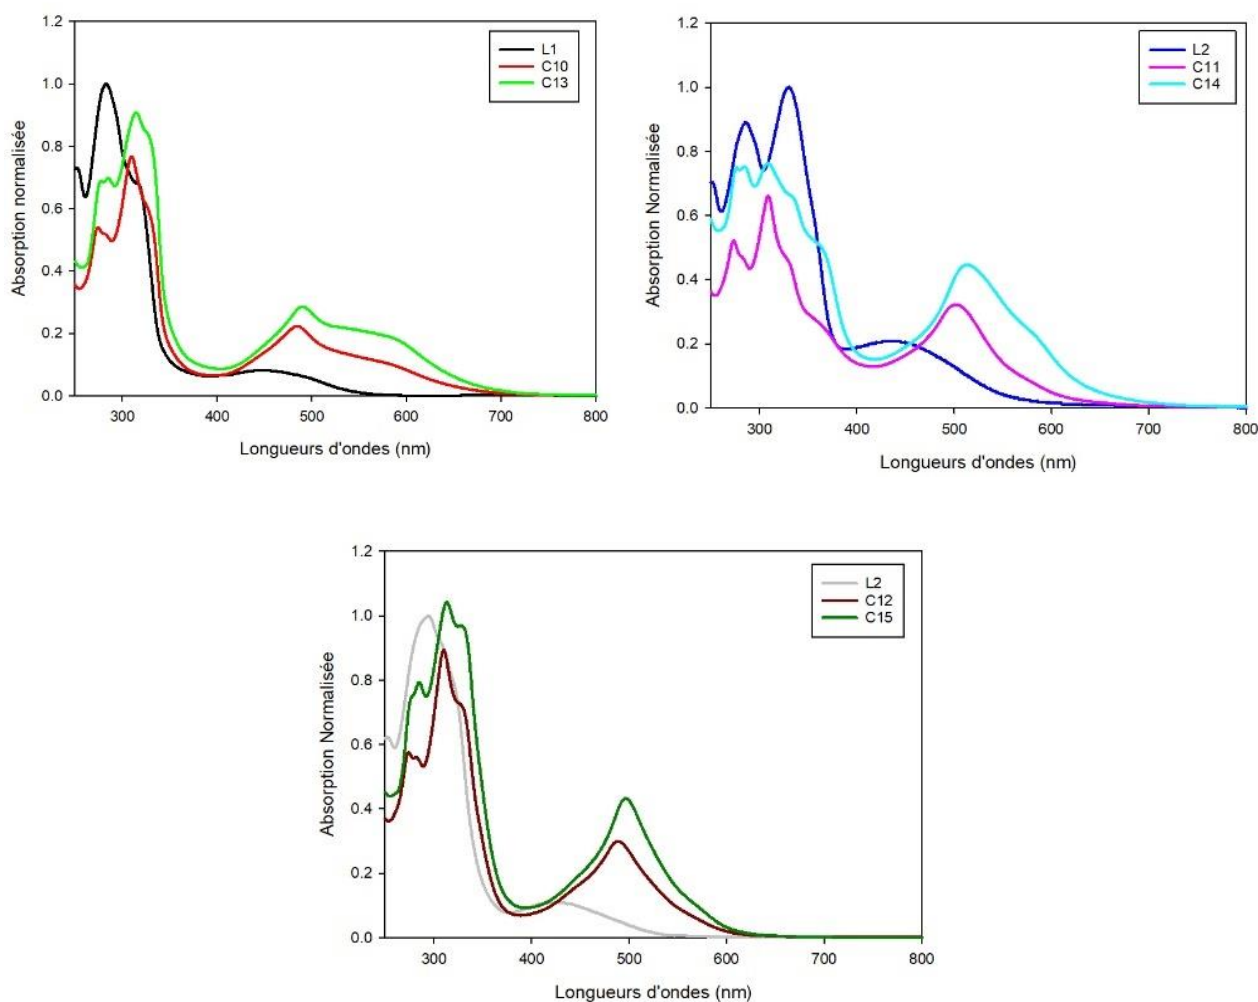 1.2
1.0
0.8
0.6
0.4
0.2
0.0
Absorption normalisée
L1
C10
C13
300 400 500 600 700 800
Longueurs d'ondes (nm)
1.2
1.0
0.8
0.6
0.4
0.2
0.0
Absorption Normalisée
L2
C11
C14
300 400 500 600 700 800
Longueurs d'ondes (nm)
1.2
1.0
0.8
0.6
0.4
0.2
0.0
Absorption Normalisée
L2
C12
C15
300 400 500 600 700 800
Longueurs d'ondes (nm)